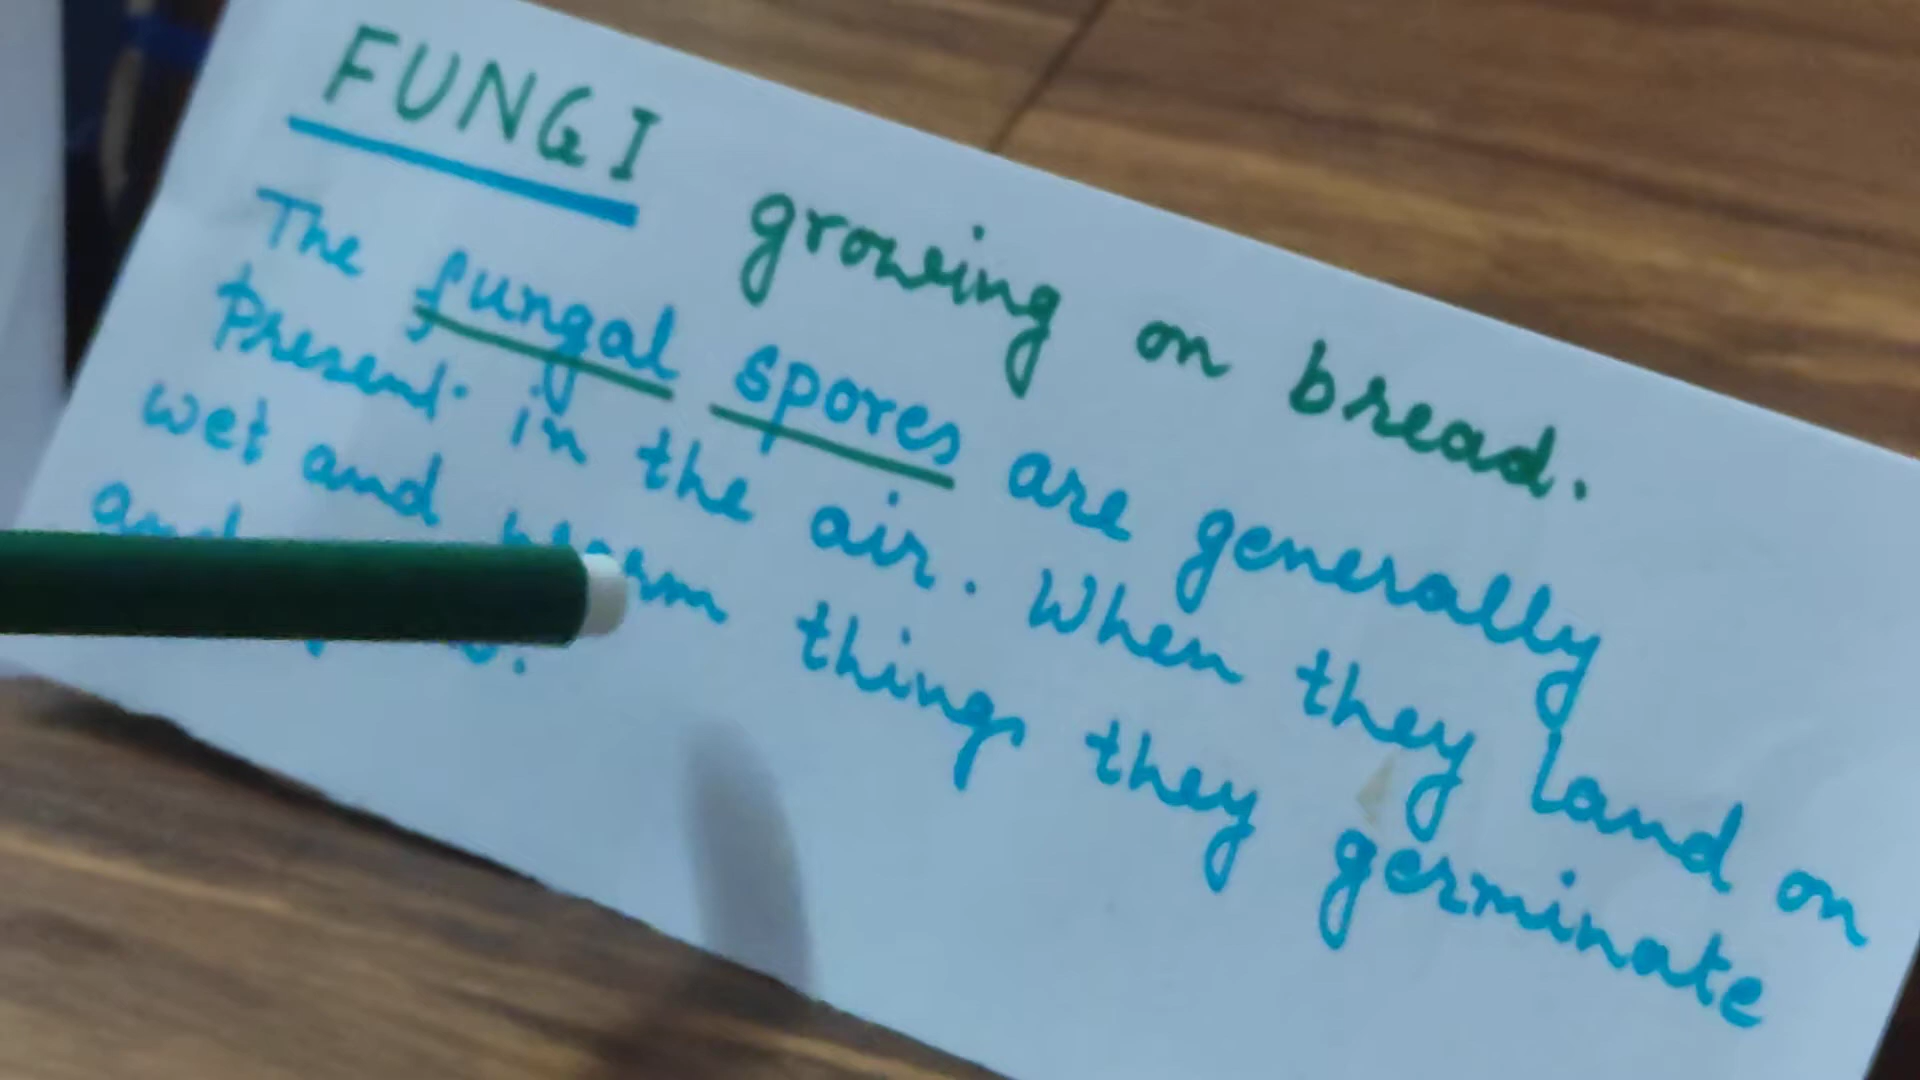 FUNGI growing on bread.
The fungal spores are generally
Present in the air. When they land on
wet and things they germinate
and